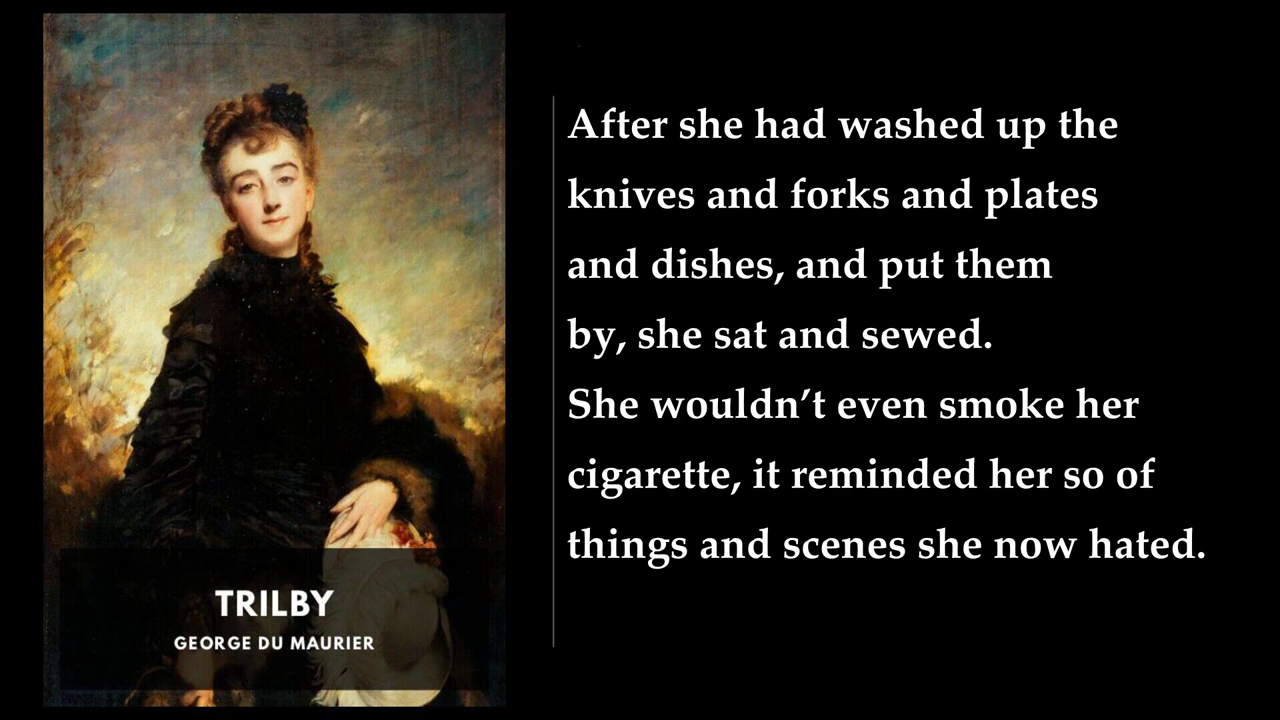 TRILBY
GEORGE DU MAURIER
After she had washed up the
knives and forks and plates
and dishes, and put them
by, she sat and sewed.
She wouldn’t even smoke her
cigarette, it reminded her so of
things and scenes she now hated.